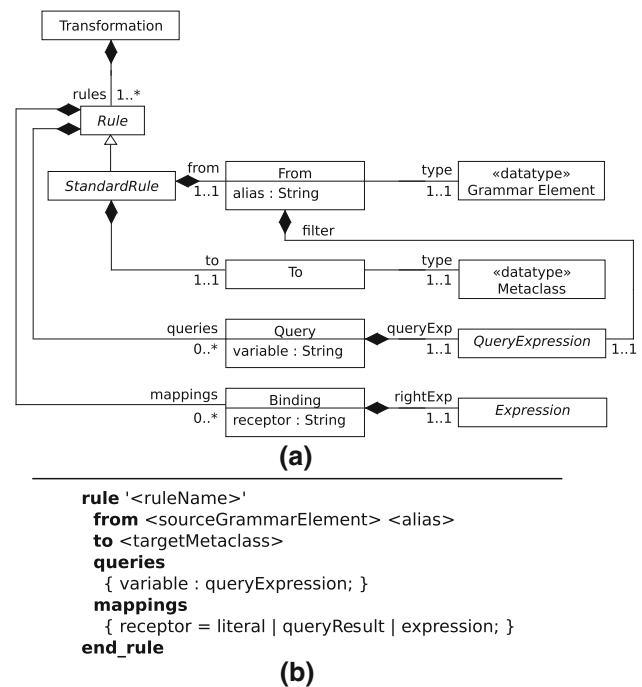 Transformation
rules 1..*
Rule
StandardRule
from
1..1
From
alias : String
type
1..1
«datatype»
Grammar Element
filter
to
1..1
To
type
1..1
«datatype»
Metaclass
queries
0..*
Query
variable : String
queryExp
1..1
QueryExpression
1..1
mappings
0..*
Binding
receptor : String
rightExp
1..1
Expression
(a)
rule '<ruleName>'
from <sourceGrammarElement> <alias>
to <targetMetaclass>
queries
{ variable : queryExpression; }
mappings
{ receptor = literal | queryResult | expression; }
end_rule
(b)